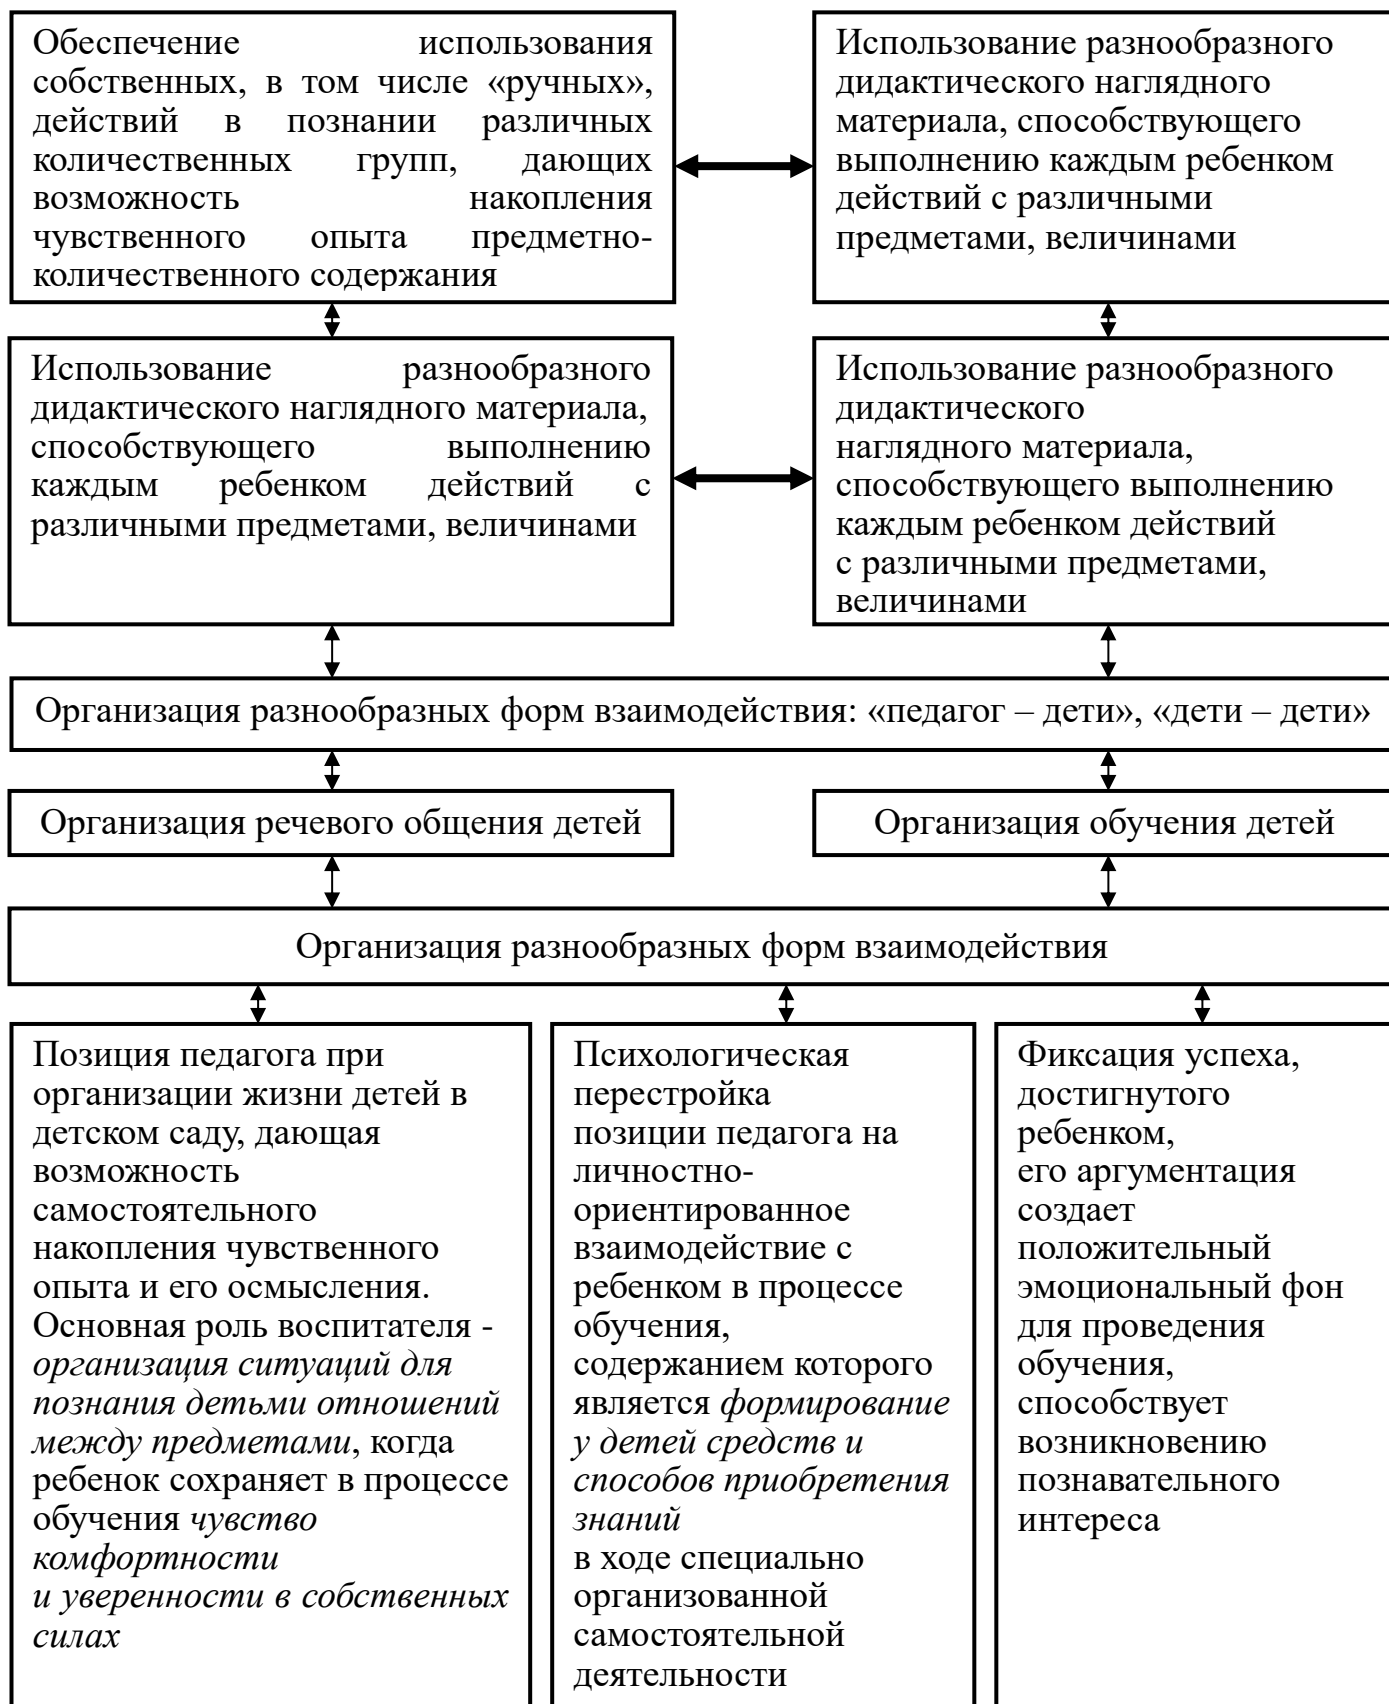 Обеспечение использования
собственных, в том числе «ручных»,
действий в познании различных
количественных групп, дающих
возможность накопления
чувственного опыта предметно-
количественного содержания
Использование разнообразного
дидактического наглядного
материала, способствующего
выполнению каждым ребенком
действий с различными
предметами, величинами
Использование разнообразного
дидактического наглядного материала,
способствующего выполнению
каждым ребенком действий с
различными предметами, величинами
Использование разнообразного
дидактического
наглядного материала,
способствующего выполнению
каждым ребенком действий
с различными предметами,
величинами
Организация разнообразных форм взаимодействия: «педагог – дети», «дети – дети»
Организация речевого общения детей
Организация обучения детей
Организация разнообразных форм взаимодействия
Позиция педагога при
организации жизни детей в
детском саду, дающая
возможность
самостоятельного
накопления чувственного
опыта и его осмысления.
Основная роль воспитателя -
организация ситуаций для
познания детьми отношений
между предметами, когда
ребенок сохраняет в процессе
обучения чувство
комфортности
и уверенности в собственных
силах
Психологическая
перестройка
позиции педагога на
личностно-
ориентированное
взаимодействие с
ребенком в процессе
обучения,
содержанием которого
является формирование
у детей средств и
способов приобретения
знаний
в ходе специально
организованной
самостоятельной
деятельности
Фиксация успеха,
достигнутого
ребенком,
его аргументация
создает
положительный
эмоциональный фон
для проведения
обучения,
способствует
возникновению
познавательного
интереса